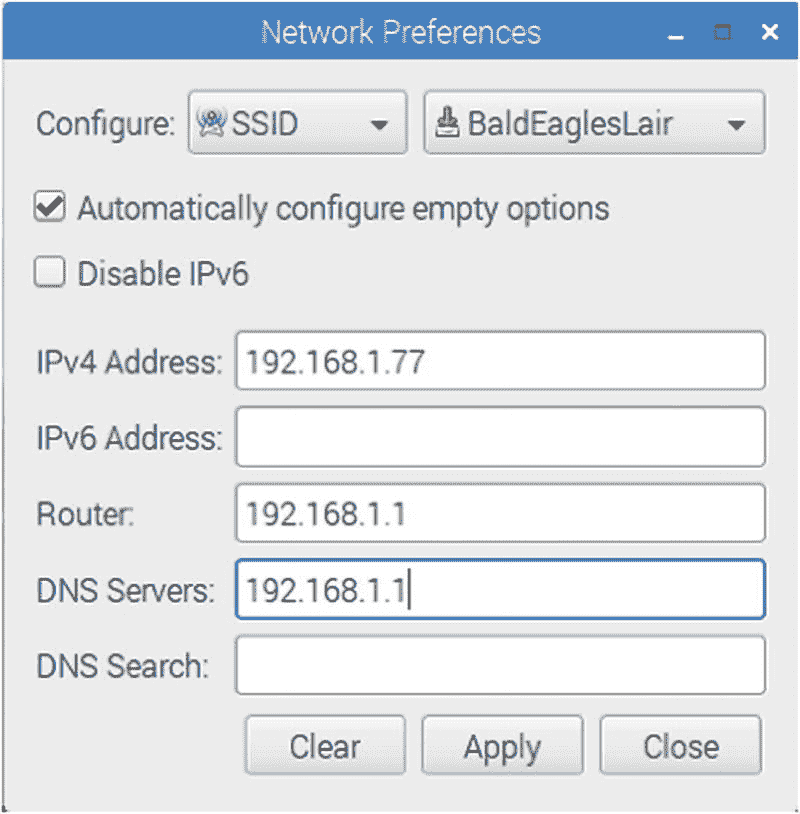 Network Preferences
Configure: SSID BaldEaglesLair
Automatically configure empty options
Disable IPv6
IPv4 Address: 192.168.1.77
IPv6 Address:
Router: 192.168.1.1
DNS Servers: 192.168.1.1
DNS Search:
Clear Apply Close